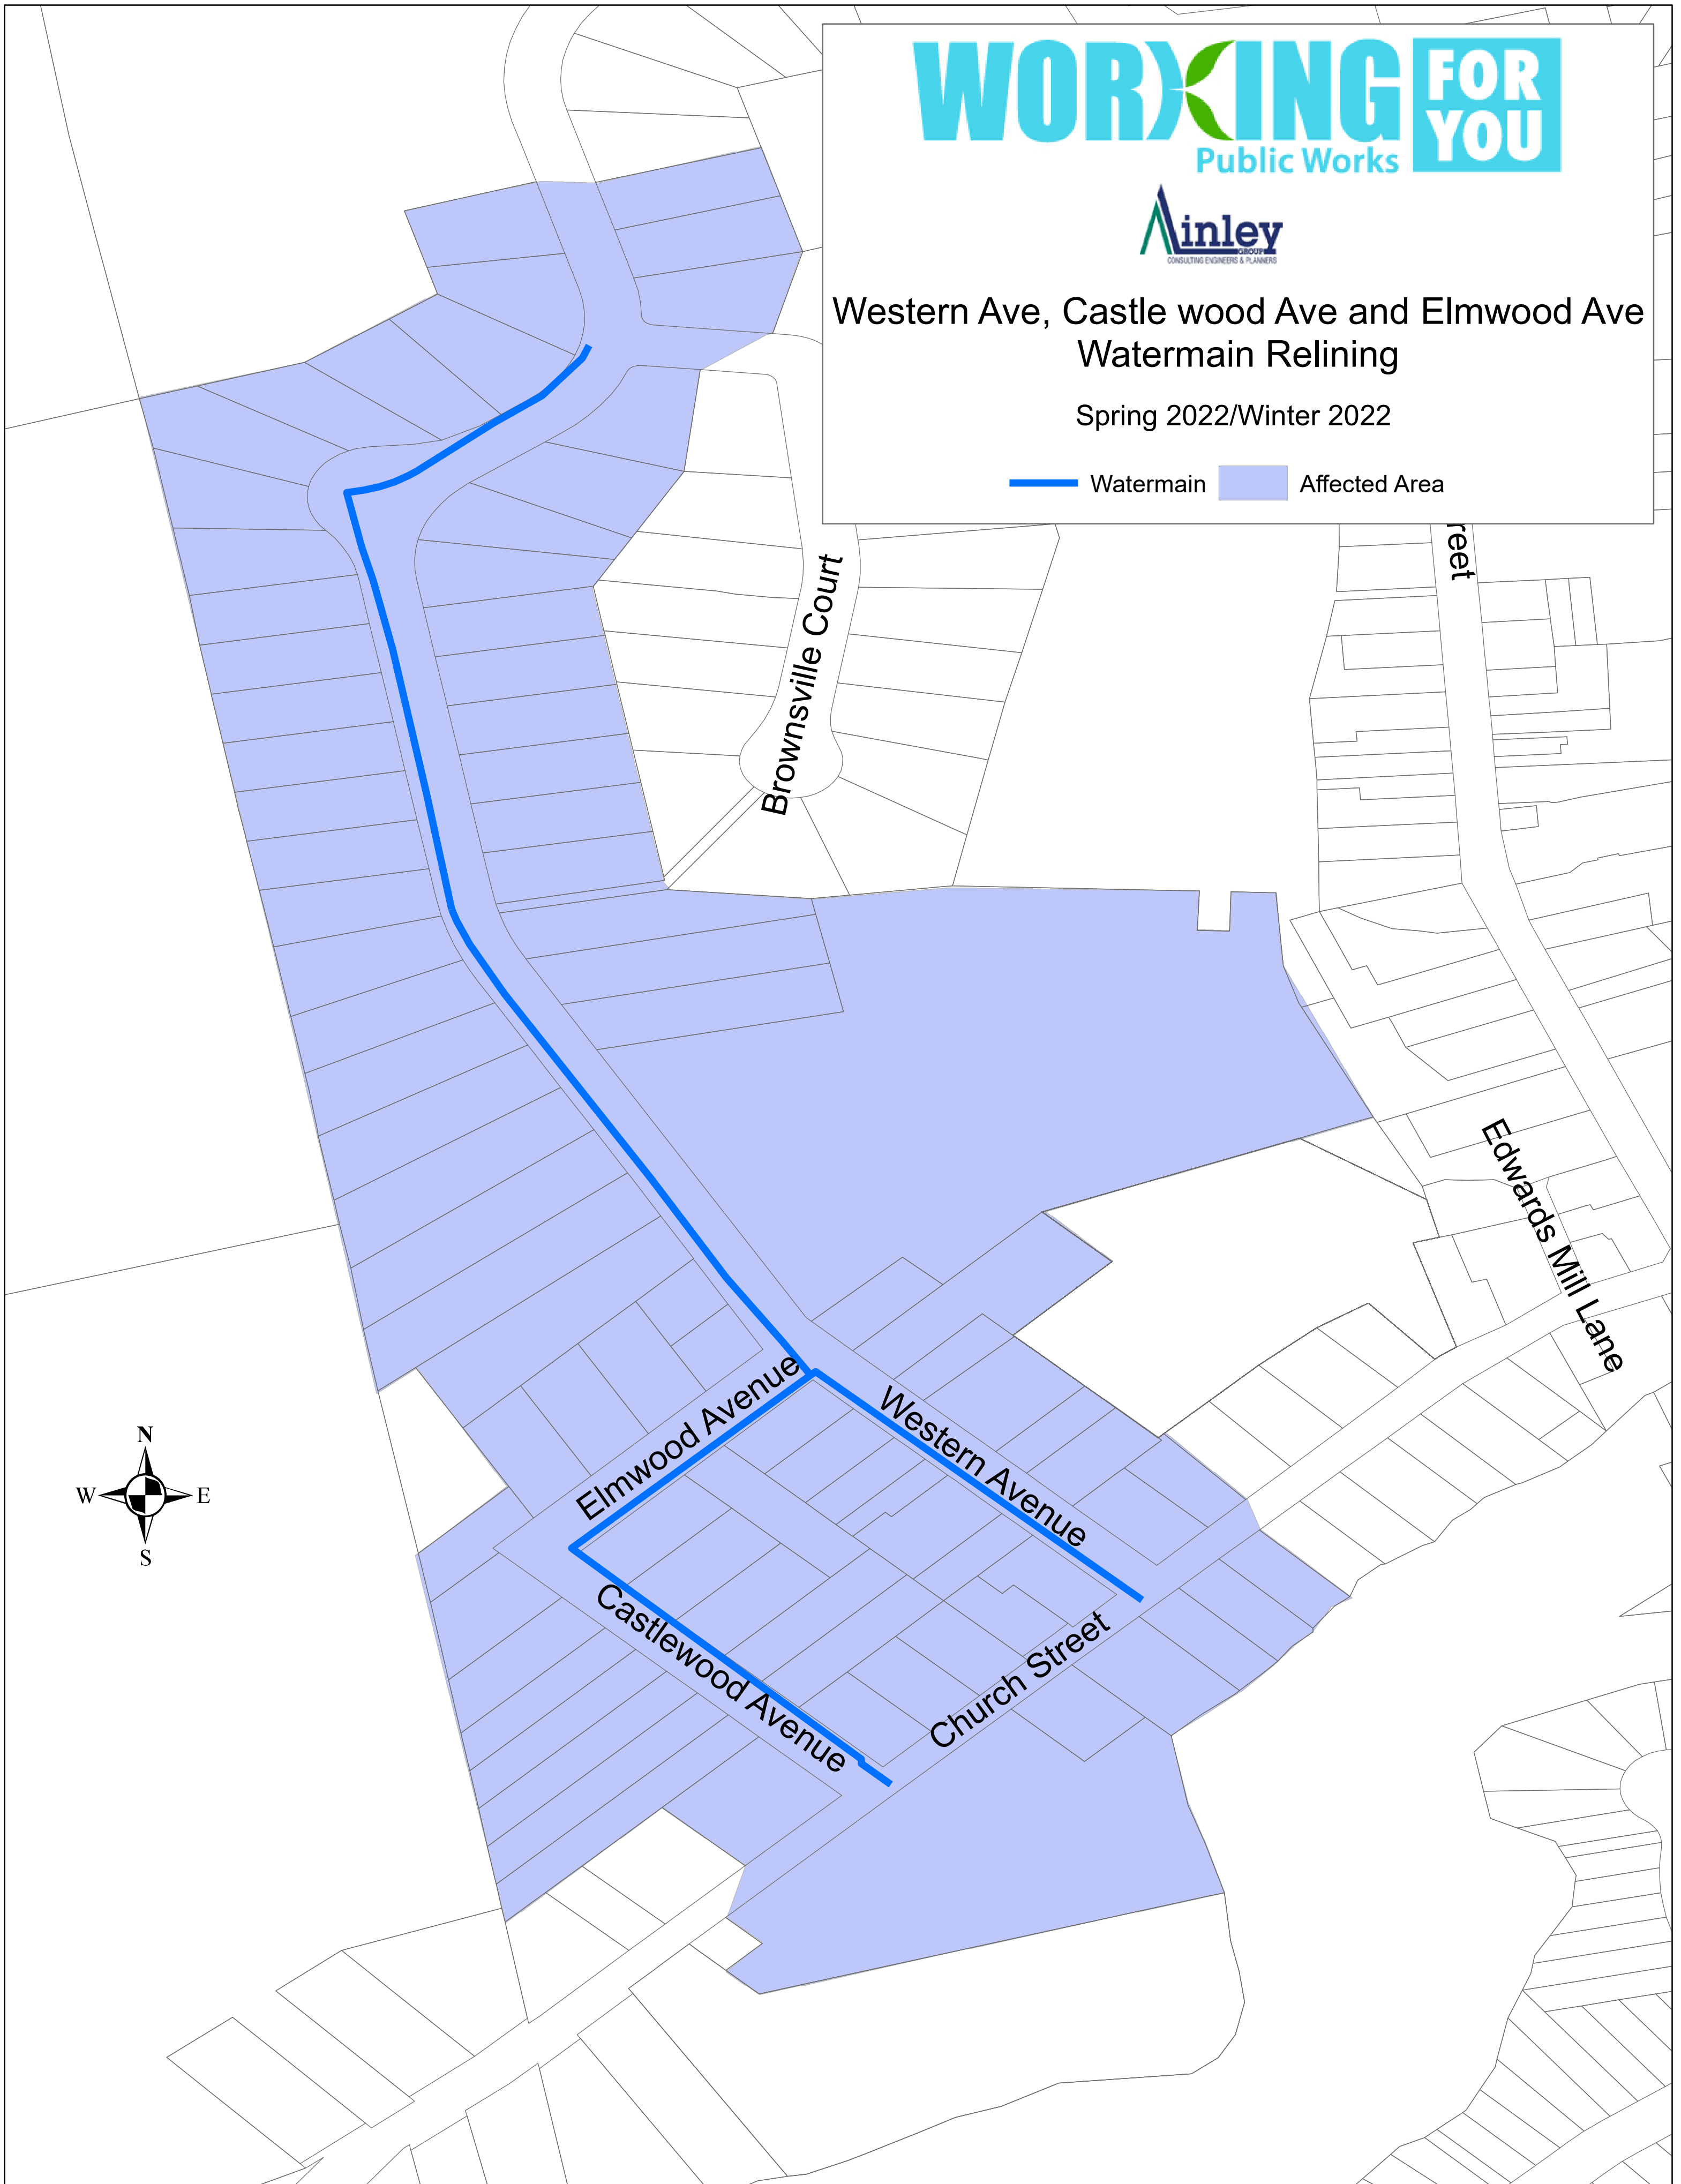 WORKING FOR YOU
Public Works
Ainley
GROUP
CONSULTING ENGINEERS & PLANNERS
Western Ave, Castle wood Ave and Elmwood Ave
Watermain Relining
Spring 2022/Winter 2022
Watermain
Affected Area
reet
Brownsville Court
Edwards Mill Lane
Elmwood Avenue
Western Avenue
Castlewood Avenue
Church Street
N
W
E
S